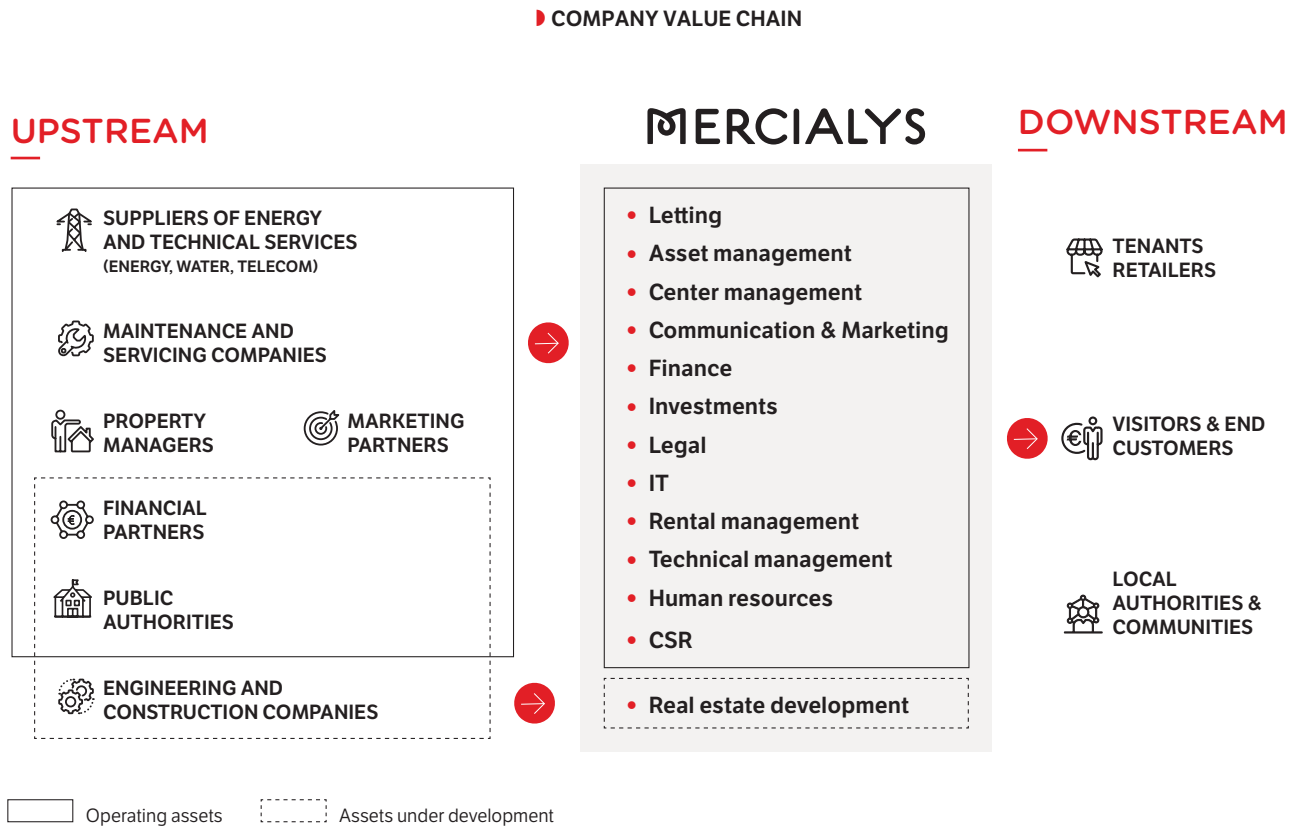 COMPANY VALUE CHAIN
UPSTREAM
SUPPLIERS OF ENERGY
AND TECHNICAL SERVICES
(ENERGY, WATER, TELECOM)
MAINTENANCE AND
SERVICING COMPANIES
PROPERTY
MANAGERS
MARKETING
PARTNERS
FINANCIAL
PARTNERS
PUBLIC
AUTHORITIES
ENGINEERING AND
CONSTRUCTION COMPANIES
MERCIALYS
• Letting
• Asset management
• Center management
• Communication & Marketing
• Finance
• Investments
• Legal
• IT
• Rental management
• Technical management
• Human resources
• CSR
• Real estate development
DOWNSTREAM
TENANTS
RETAILERS
€
VISITORS & END
CUSTOMERS
LOCAL
AUTHORITIES &
COMMUNITIES
Operating assets
Assets under development